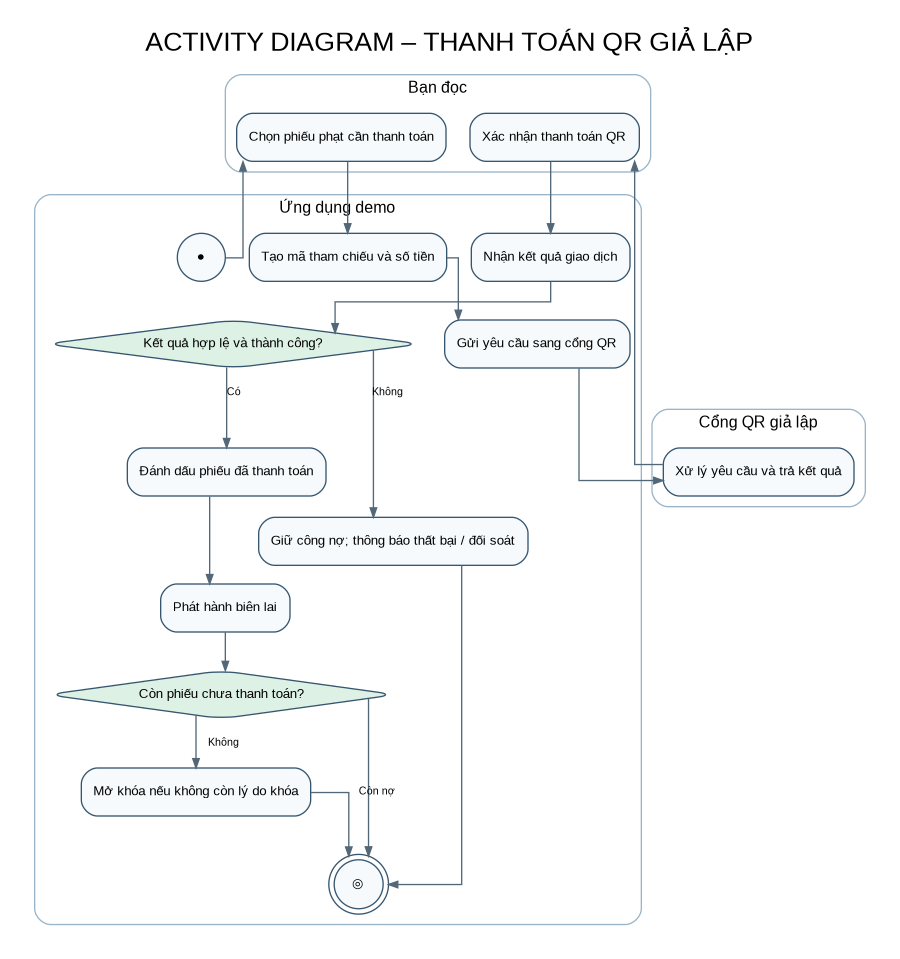 ACTIVITY DIAGRAM – THANH TOÁN QR GIẢ LẬP
Bạn đọc
Chọn phiếu phạt cần thanh toán
Xác nhận thanh toán QR
Ứng dụng demo
Tạo mã tham chiếu và số tiền
Nhận kết quả giao dịch
Kết quả hợp lệ và thành công?
Gửi yêu cầu sang cổng QR
Có
Không
Cổng QR giả lập
Xử lý yêu cầu và trả kết quả
Đánh dấu phiếu đã thanh toán
Giữ công nợ; thông báo thất bại / đối soát
Phát hành biên lai
Còn phiếu chưa thanh toán?
Không
Mở khóa nếu không còn lý do khóa
Còn nợ